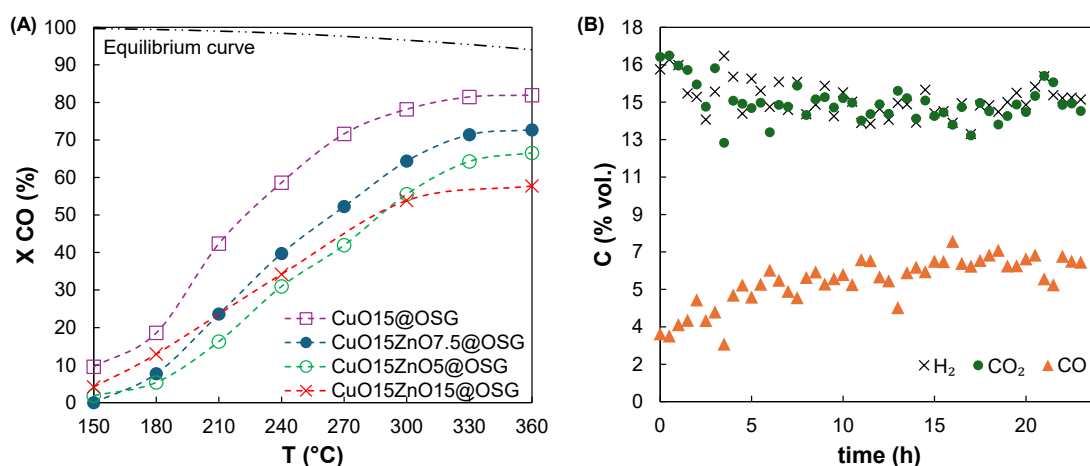 (A)
100
90
80
70
60
50
40
30
20
10
0
X CO (%)
Equilibrium curve
CuO15@OSG
CuO15ZnO7.5@OSG
CuO15ZnO5@OSG
CuO15ZnO15@OSG
150 180 210 240 270 300 330 360
T (°C)
(B)
18
16
15
13
11
9
7
5
4
2
0
C (% vol.)
H₂ CO₂ CO
0 5 10 15 20
time (h)